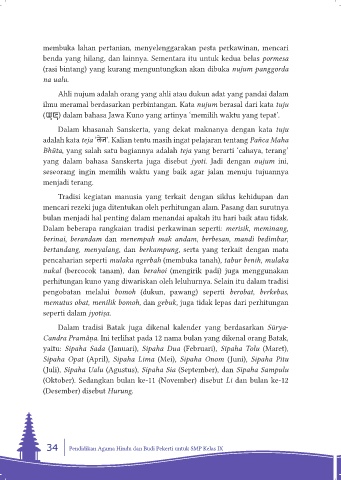 membuka lahan pertanian, menyelenggarakan pesta perkawinan, mencari
benda yang hilang, dan lainnya. Sementara itu untuk kedua belas pormesa
(rasi bintang) yang kurang menguntungkan akan dibuka nujum panggorda
na ualu.
Ahli nujum adalah orang yang ahli atau dukun adat yang pandai dalam
ilmu meramal berdasarkan perbintangan. Kata nujum berasal dari kata tuju
dalam bahasa Jawa Kuno yang artinya ‘memilih waktu yang tepat’.
Dalam khasanah Sanskerta, yang dekat maknanya dengan kata tuju
adalah kata teja ‘तेज’. Kalian tentu masih ingat pelajaran tentang Pañca Maha
Bhūta, yang salah satu bagiannya adalah teja yang berarti ‘cahaya, terang’
yang dalam bahasa Sanskerta juga disebut jyoti. Jadi dengan nujum ini,
seseorang ingin memilih waktu yang baik agar jalan menuju tujuannya
menjadi terang.
Tradisi kegiatan manusia yang terkait dengan siklus kehidupan dan
mencari rezeki juga ditentukan oleh perhitungan alam. Pasang dan surutnya
bulan menjadi hal penting dalam menandai apakah itu hari baik atau tidak.
Dalam beberapa rangkaian tradisi perkawinan seperti: merisik, meminang,
berinai, berandam dan menempah mak andam, berbesan, mandi bedimbar,
bertandang, menyalang, dan berkampung, serta yang terkait dengan mata
pencaharian seperti mulaka ngerbah (membuka tanah), tabur benih, mulaka
nakal (bercocok tanam), dan berahoi (mengirik padi) juga menggunakan
perhitungan kuno yang diwariskan oleh leluhurnya. Selain itu dalam tradisi
pengobatan melalui bomoh (dukun, pawang) seperti berobat, berkebas,
mematus obat, menilik bomoh, dan gebuk, juga tidak lepas dari perhitungan
seperti dalam jyotiṣa.
Dalam tradisi Batak juga dikenal kalender yang berdasarkan Sūrya-
Candra Pramāṇa. Ini terlihat pada 12 nama bulan yang dikenal orang Batak,
yaitu: Sipaha Sada (Januari), Sipaha Dua (Februari), Sipaha Tolu (Maret),
Sipaha Opat (April), Sipaha Lima (Mei), Sipaha Onom (Juni), Sipaha Pitu
(Juli), Sipaha Ualu (Agustus), Sipaha Sia (September), dan Sipaha Sampulu
(Oktober). Sedangkan bulan ke-11 (November) disebut Li dan bulan ke-12
(Desember) disebut Hurung.
34 Pendidikan Agama Hindu dan Budi Pekerti untuk SMP Kelas IX